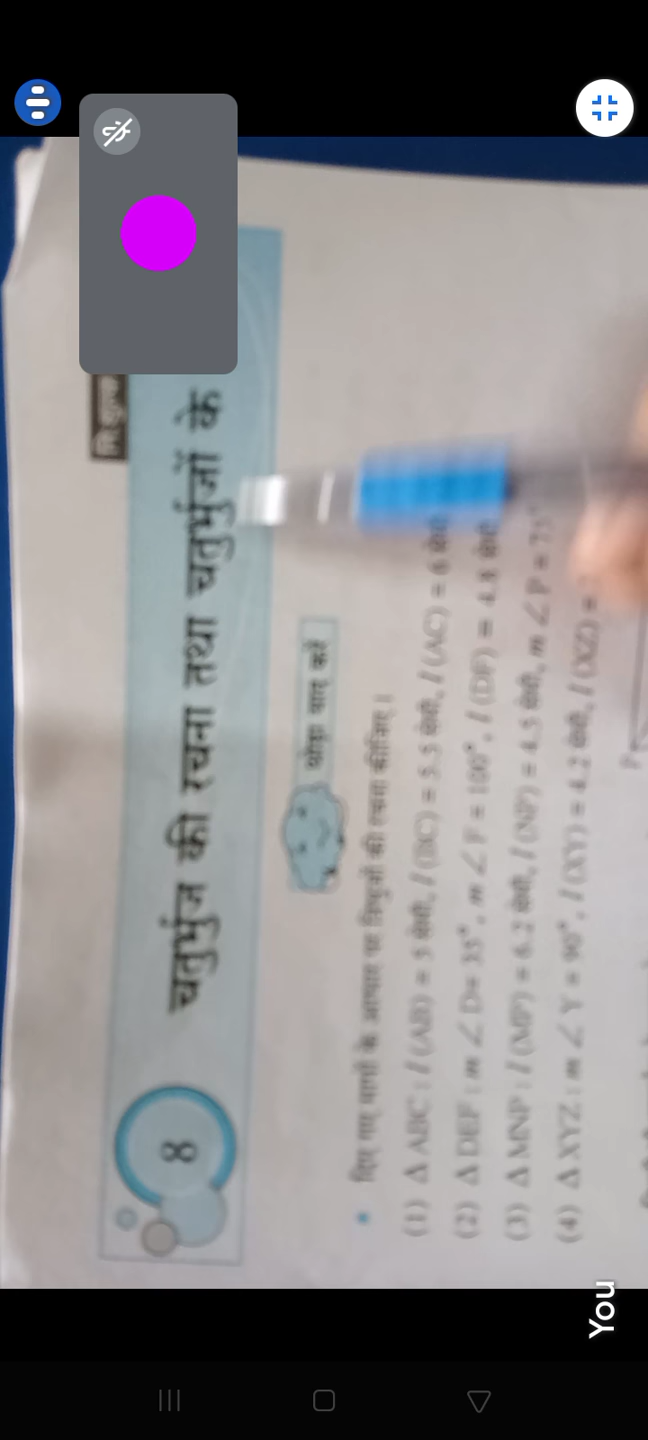 8
चतुर्भुज की रचना तथा चतुर्भुजों के
थोड़ा याद करें
दिए गए मापों के आधार पर त्रिभुजों की रचना कीजिए ।
(1) Δ ABC : l (AB) = 5 सेमी, l (BC) = 5.5 सेमी, l (AC) = 6 सेमी
(2) Δ DEF : m ∠ D= 35°, m ∠ F = 100°, l (DF) = 4.8 सेमी
(3) Δ MNP : l (MP) = 6.2 सेमी, l (NP) = 4.5 सेमी, m ∠ P = 75°
(4) Δ XYZ : m ∠ Y = 90°, l (XY) = 4.2 सेमी, l (XZ) =
P
You